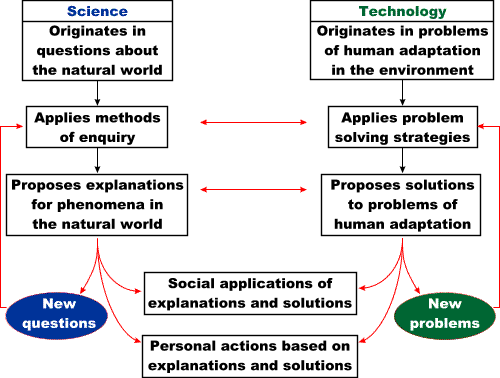 Science
Originates in
questions about
the natural world
Technology
Originates in problems
of human adaptation
in the environment
Applies methods
of enquiry
Applies problem
solving strategies
Proposes explanations
for phenomena in
the natural world
Proposes solutions
to problems of
human adaptation
Social applications of
explanations and solutions
New
questions
New
problems
Personal actions based on
explanations and solutions